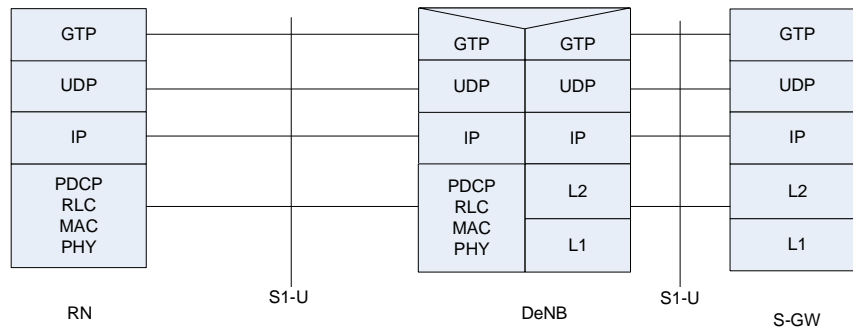 GTP
UDP
IP
PDCP
RLC
MAC
PHY
RN
S1-U
GTP
UDP
IP
PDCP
RLC
MAC
PHY
GTP
UDP
IP
L2
L1
DeNB
S1-U
GTP
UDP
IP
L2
L1
S-GW